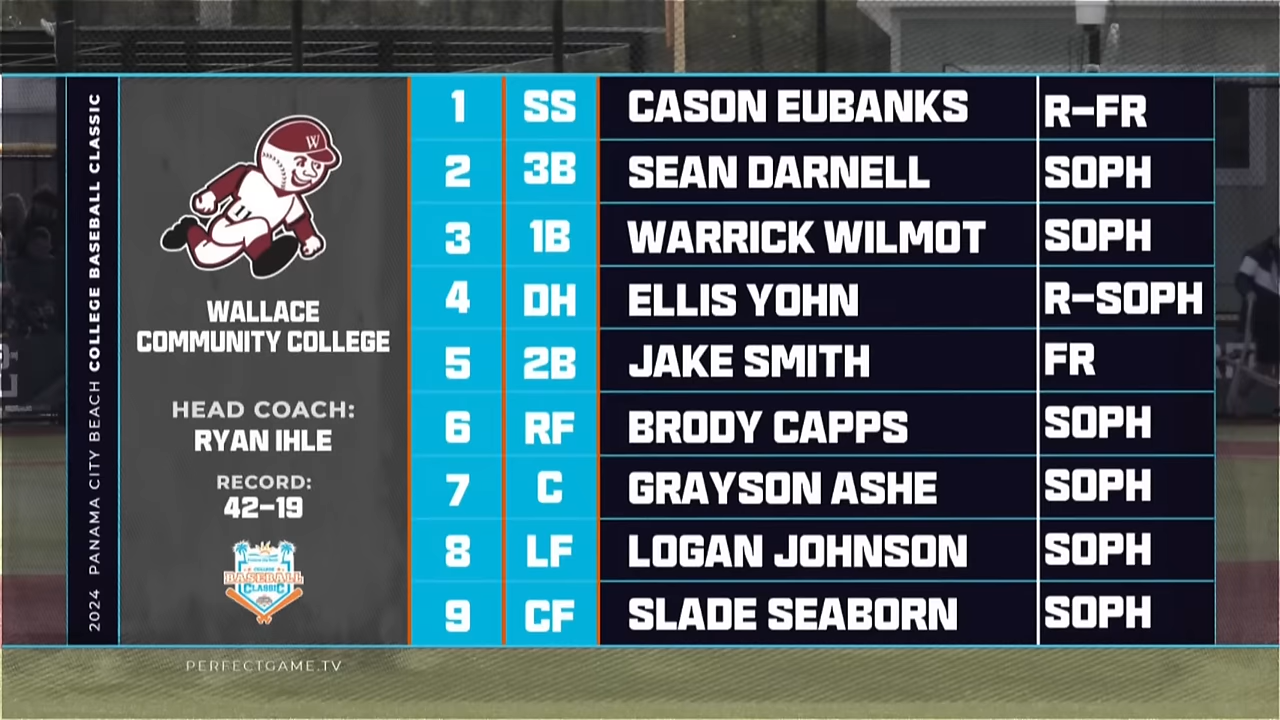 2024 PANAMA CITY BEACH COLLEGE BASEBALL CLASSIC
W
WALLACE
COMMUNITY COLLEGE
HEAD COACH:
RYAN IHLE
RECORD:
42-19
COLLEGE
BASEBALL
CLASSIC
1 SS CASON EUBANKS R-FR
2 3B SEAN DARNELL SOPH
3 1B WARRICK WILMOT SOPH
4 DH ELLIS YOHN R-SOPH
5 2B JAKE SMITH FR
6 RF BRODY CAPPS SOPH
7 C GRAYSON ASHE SOPH
8 LF LOGAN JOHNSON SOPH
9 CF SLADE SEABORN SOPH
PERFECTGAME.TV